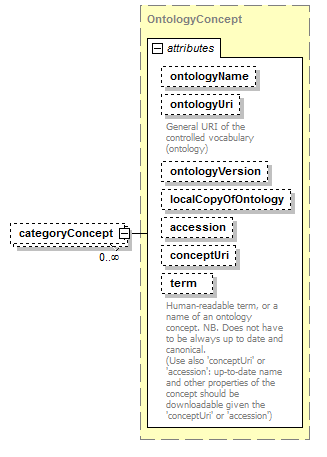 OntologyConcept
attributes
ontologyName
ontologyUri
General URI of the
controlled vocabulary
(ontology)
ontologyVersion
localCopyOfOntology
categoryConcept
0..∞
accession
conceptUri
term
Human-readable term, or a
name of an ontology
concept. NB. Does not have
to be always up to date and
canonical.
(Use also 'conceptUri' or
'accession': up-to-date name
and other properties of the
concept should be
downloadable given the
'conceptUri' or 'accession')